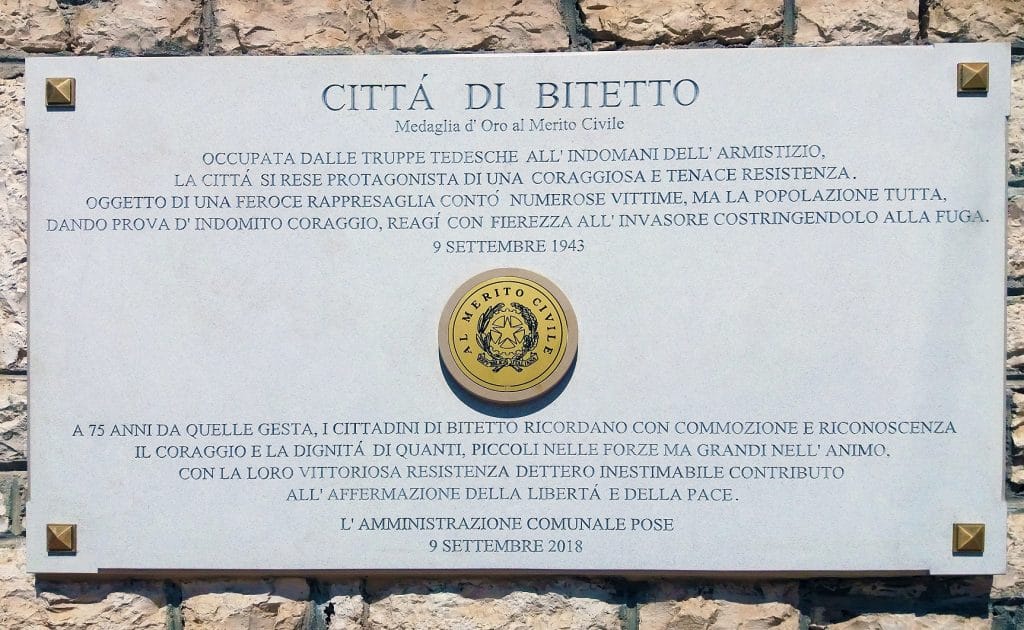 CITTÁ DI BITETTO
Medaglia d' Oro al Merito Civile
OCCUPATA DALLE TRUPPE TEDESCHE ALL' INDOMANI DELL' ARMISTIZIO,
LA CITTÁ SI RESE PROTAGONISTA DI UNA CORAGGIOSA E TENACE RESISTENZA.
OGGETTO DI UNA FEROCE RAPPRESAGLIA CONTÓ NUMEROSE VITTIME, MA LA POPOLAZIONE TUTTA,
DANDO PROVA D' INDOMITO CORAGGIO, REAGÍ CON FIEREZZA ALL' INVASORE COSTRINGENDOLO ALLA FUGA.
9 SETTEMBRE 1943
AL MERITO CIVILE
REPUBBLICA ITALIANA
A 75 ANNI DA QUELLE GESTA, I CITTADINI DI BITETTO RICORDANO CON COMMOZIONE E RICONOSCENZA
IL CORAGGIO E LA DIGNITÁ DI QUANTI, PICCOLI NELLE FORZE MA GRANDI NELL' ANIMO,
CON LA LORO VITTORIOSA RESISTENZA DETTERO INESTIMABILE CONTRIBUTO
ALL' AFFERMAZIONE DELLA LIBERTÁ E DELLA PACE.
L' AMMINISTRAZIONE COMUNALE POSE
9 SETTEMBRE 2018